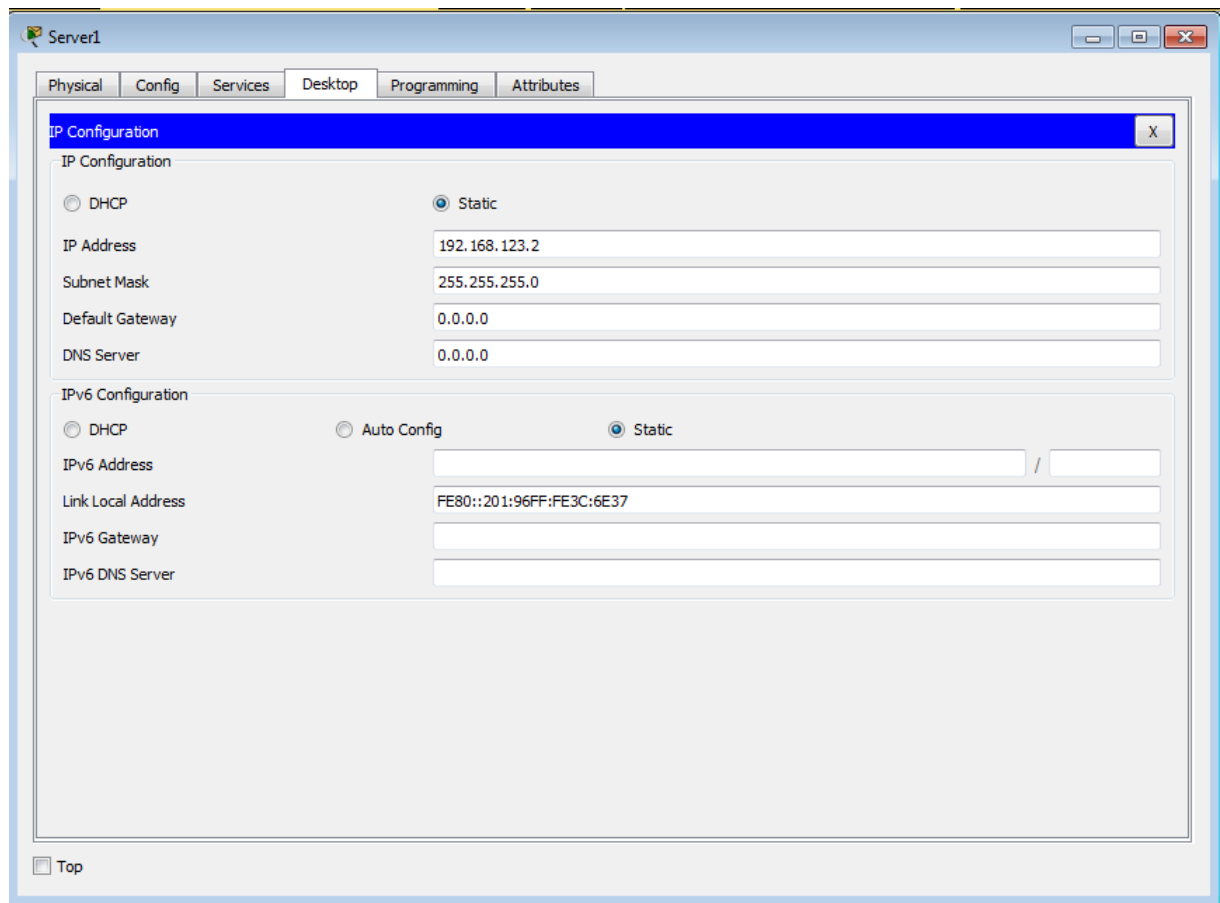 Server1
Physical Config Services Desktop Programming Attributes
IP Configuration X
IP Configuration
DHCP Static
IP Address 192.168.123.2
Subnet Mask 255.255.255.0
Default Gateway 0.0.0.0
DNS Server 0.0.0.0
IPv6 Configuration
DHCP Auto Config Static
IPv6 Address /
Link Local Address FE80::201:96FF:FE3C:6E37
IPv6 Gateway
IPv6 DNS Server
Top